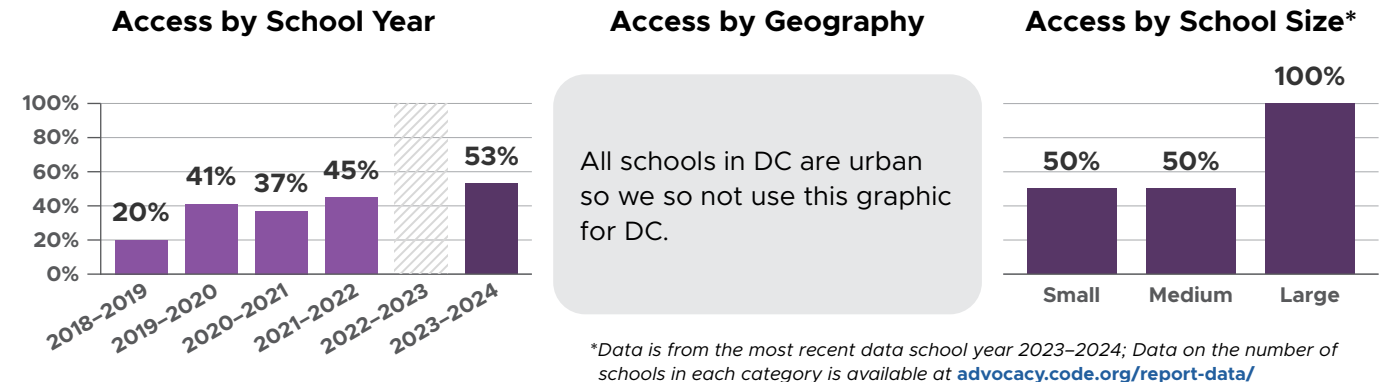 Access by School Year
100%
80%
60%
40%
20%
0%
20%
41%
37%
45%
53%
2018–2019
2019–2020
2020–2021
2021–2022
2022–2023
2023–2024
Access by Geography
All schools in DC are urban
so we so not use this graphic
for DC.
Access by School Size*
50%
50%
100%
Small
Medium
Large
*Data is from the most recent data school year 2023–2024; Data on the number of
schools in each category is available at advocacy.code.org/report-data/